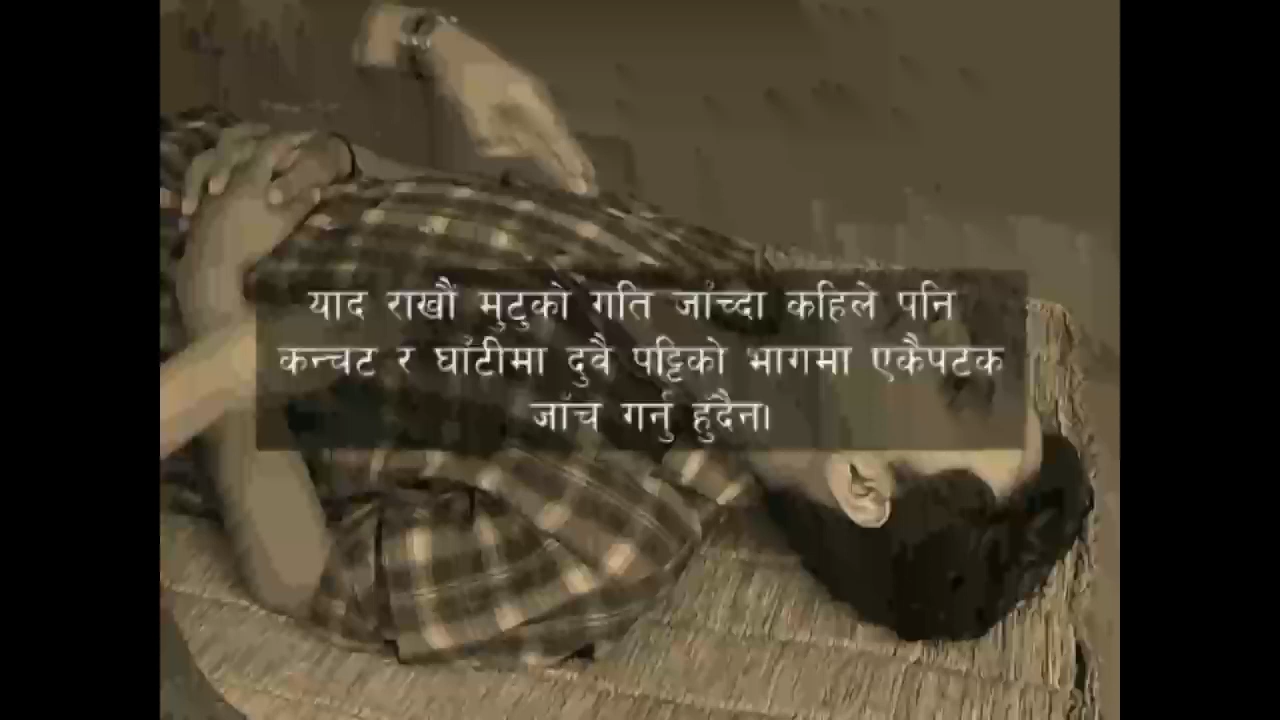 याद राखौं मुटुको गति जाँच्दा कहिले पनि
कन्चट र घाँटीमा दुवै पट्टिको भागमा एकैपटक
जाँच गर्नु हुदैन।